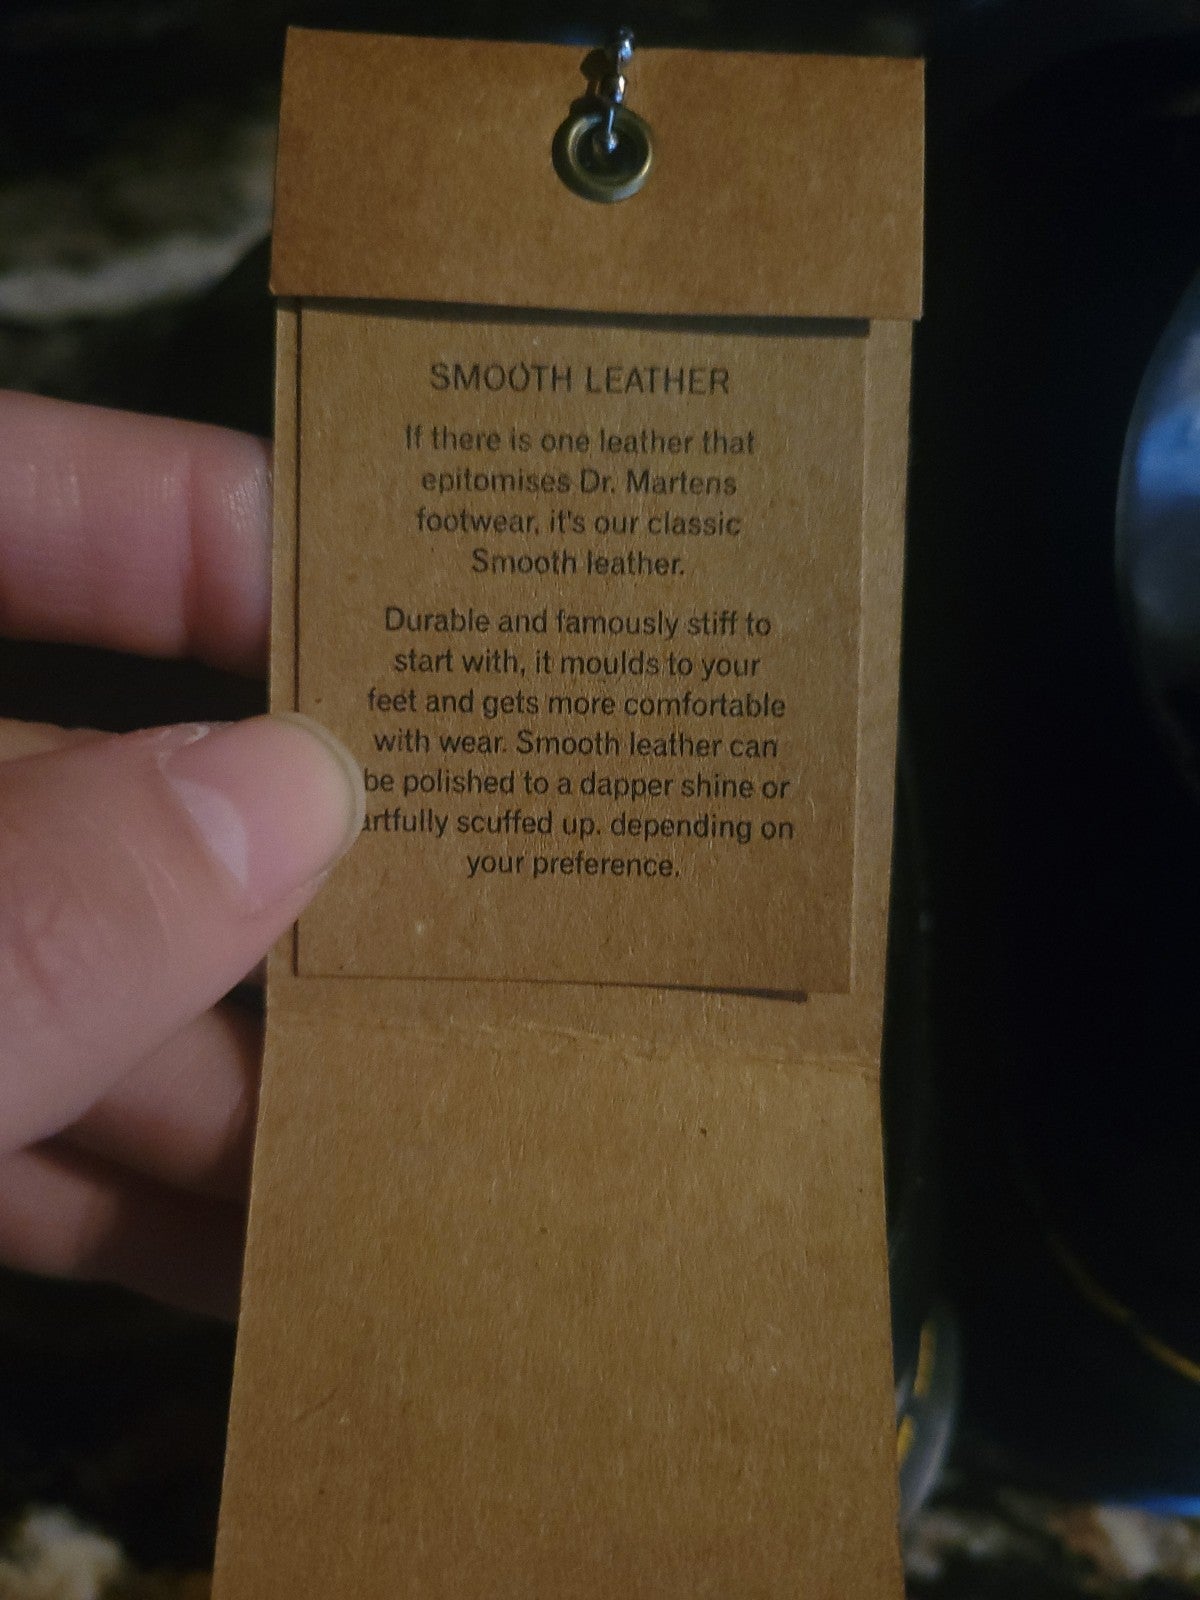 SMOOTH LEATHER
If there is one leather that
epitomises Dr. Martens
footwear, it's our classic
Smooth leather.
Durable and famously stiff to
start with, it moulds to your
feet and gets more comfortable
with wear. Smooth leather can
be polished to a dapper shine or
artfully scuffed up, depending on
your preference.